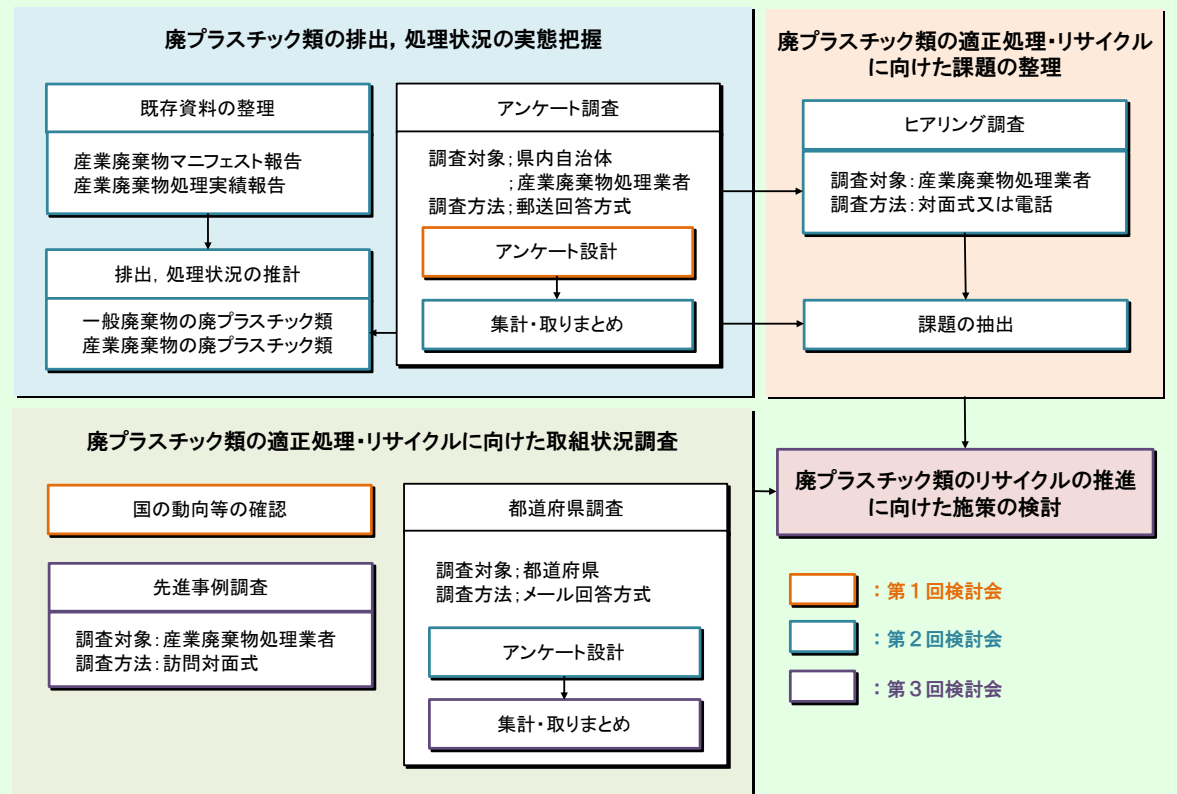 廃プラスチック類の排出，処理状況の実態把握
既存資料の整理
産業廃棄物マニフェスト報告
産業廃棄物処理実績報告
排出，処理状況の推計
一般廃棄物の廃プラスチック類
産業廃棄物の廃プラスチック類
アンケート調査
調査対象；県内自治体
；産業廃棄物処理業者
調査方法；郵送回答方式
アンケート設計
集計・取りまとめ
廃プラスチック類の適正処理・リサイクル
に向けた課題の整理
ヒアリング調査
調査対象：産業廃棄物処理業者
調査方法：対面式又は電話
課題の抽出
廃プラスチック類の適正処理・リサイクルに向けた取組状況調査
国の動向等の確認
先進事例調査
調査対象：産業廃棄物処理業者
調査方法：訪問対面式
都道府県調査
調査対象；都道府県
調査方法；メール回答方式
アンケート設計
集計・取りまとめ
廃プラスチック類のリサイクルの推進
に向けた施策の検討
：第１回検討会
：第２回検討会
：第３回検討会